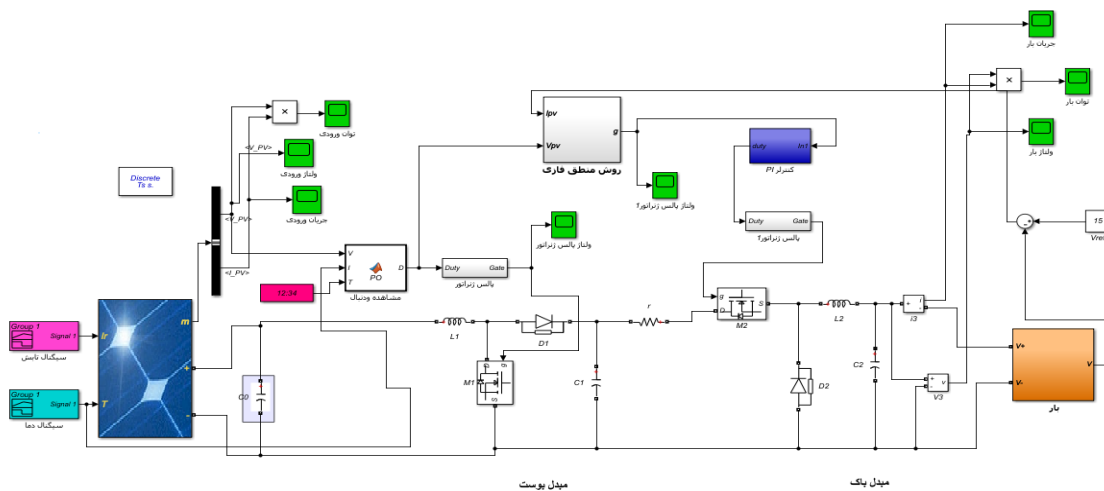 جریان بار
×
توان بار
ولتاژ بار
×
توان ورودی
<V_PV>
ولتاژ ورودی
<V_PV>
جریان ورودی
<I_PV>
Discrete
Ts s.
Ipv
Vpv
g
روش منطق فازی
ولتاژ پالس ژنراتور1
duty
In1
کنترلر PI
Duty
Gate
پالس ژنراتور1
15
Vre
V
I
T
PO
D
مشاهده ودنبال
12:34
Duty
Gate
پالس ژنراتور
ولتاژ پالس ژنراتور
Group 1
Signal 1
سیگنال تابش
Group 1
Signal 1
سیگنال دما
Ir
T
m
+
-
C0
L1
D1
M1
D
g
S
C1
r
g
D
S
M2
L2
D2
C2
+
-
i
i3
+
-
v
V3
V+
V-
V
بار
مبدل بوست
مبدل باک